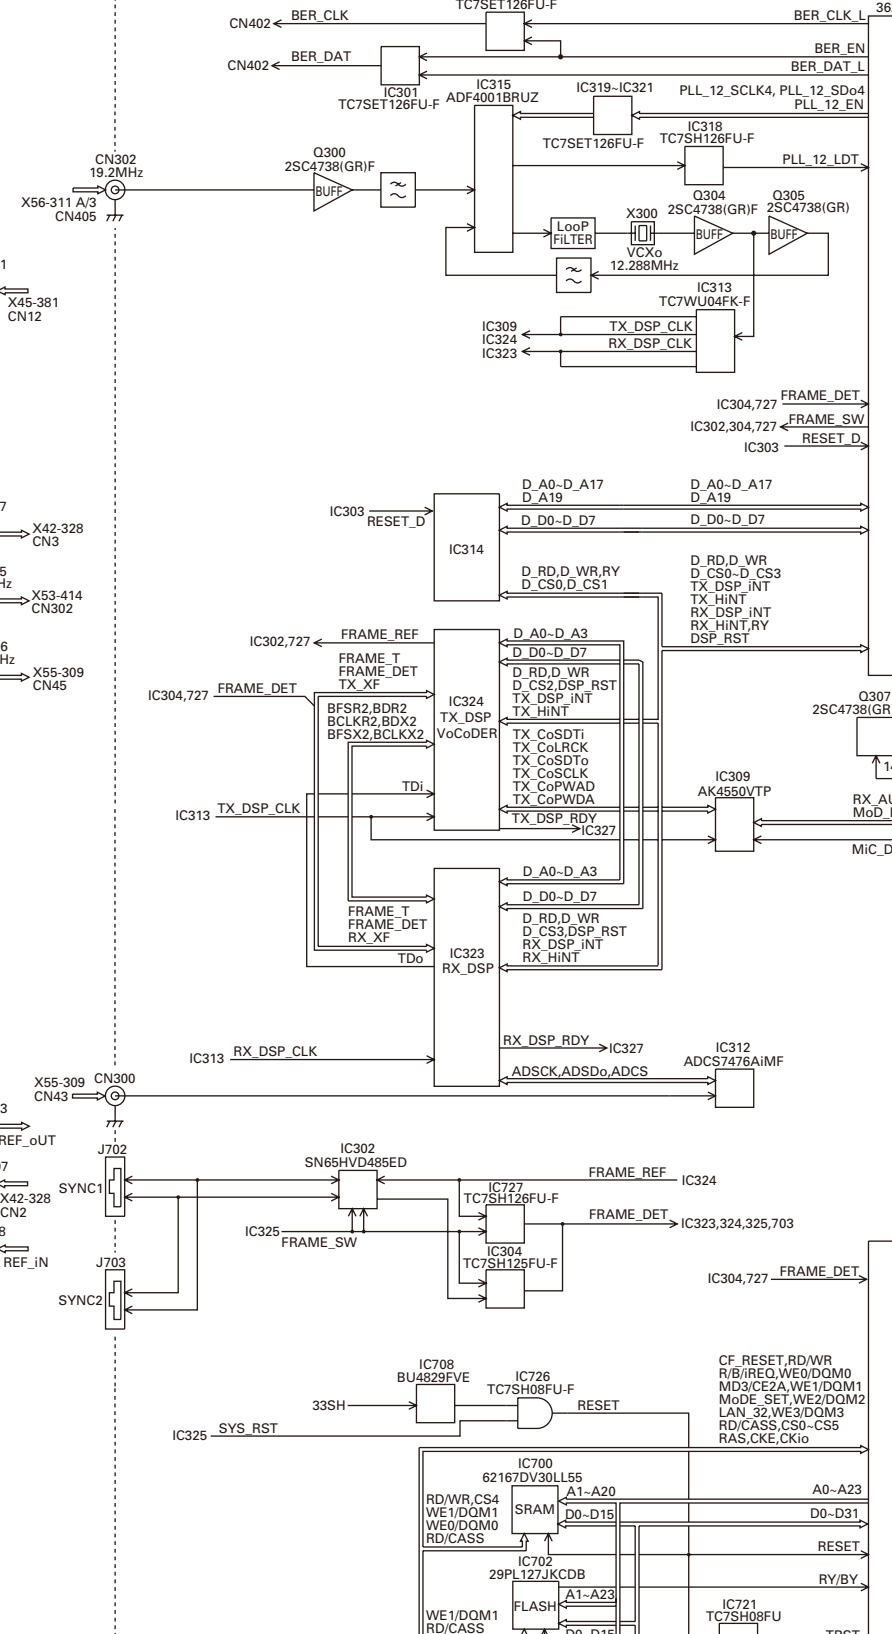 36
TC7SET126FU-F
CN402
BER_CLK
BER_CLK_L
BER_EN
CN402
BER_DAT
BER_DAT_L
IC301
TC7SET126FU-F
IC315
ADF4001BRUZ
IC319~IC321
TC7SET126FU-F
PLL_12_SCLK4, PLL_12_SDo4
PLL_12_EN
IC318
TC7SH126FU-F
PLL_12_LDT
CN302
19.2MHz
X56-311 A/3
CN405
Q300
2SC4738(GR)F
BUFF
LooP
FiLTER
X300
VCXo
12.288MHz
Q304
2SC4738(GR)F
BUFF
Q305
2SC4738(GR)
BUFF
1
X45-381
CN12
IC313
TC7WU04FK-F
IC309
IC324
IC323
TX_DSP_CLK
RX_DSP_CLK
IC304,727
FRAME_DET
IC302,304,727
FRAME_SW
IC303
RESET_D
7
X42-328
CN3
5
Hz
X53-414
CN302
6
Hz
X55-309
CN45
IC303
RESET_D
IC314
D_A0~D_A17
D_A19
D_D0~D_D7
D_A0~D_A17
D_A19
D_D0~D_D7
D_RD,D_WR,RY
D_CS0,D_CS1
D_RD,D_WR
D_CS0~D_CS3
TX_DSP_iNT
TX_HiNT
RX_DSP_iNT
RX_HiNT,RY
DSP_RST
IC302,727
FRAME_REF
FRAME_T
FRAME_DET
TX_XF
IC304,727
FRAME_DET
BFSR2,BDR2
BCLKR2,BDX2
BFSX2,BCLKX2
IC324
TX_DSP
VoCoDER
D_A0~D_A3
D_D0~D_D7
D_RD,D_WR
D_CS2,DSP_RST
TX_DSP_iNT
TX_HiNT
TX_CoSDTi
TX_CoLRCK
TX_CoSDTo
TX_CoSCLK
TX_CoPWAD
TX_CoPWDA
TX_DSP_RDY
IC327
TDi
IC313
TX_DSP_CLK
Q307
2SC4738(GR
14
IC309
AK4550VTP
RX_AU
MoD_
MiC_D
FRAME_T
FRAME_DET
RX_XF
TDo
IC323
RX_DSP
D_A0~D_A3
D_D0~D_D7
D_RD,D_WR
D_CS3,DSP_RST
RX_DSP_iNT
RX_HiNT
IC313
RX_DSP_CLK
RX_DSP_RDY
IC327
ADSCK,ADSDo,ADCS
IC312
ADCS7476AiMF
X55-309
CN43
CN300
3
REF_oUT
J702
SYNC1
X42-328
CN2
REF_iN
J703
SYNC2
IC302
SN65HVD485ED
FRAME_REF
IC324
IC727
TC7SH126FU-F
FRAME_DET
IC323,324,325,703
IC325
FRAME_SW
IC304
TC7SH125FU-F
IC304,727
FRAME_DET
IC708
BU4829FVE
33SH
IC726
TC7SH08FU-F
RESET
IC325
SYS_RST
CF_RESET,RD/WR
R/B/iREQ,WE0/DQM0
MD3/CE2A,WE1/DQM1
MoDE_SET,WE2/DQM2
LAN_32,WE3/DQM3
RD/CASS,CS0~CS5
RAS,CKE,CKio
IC700
62167DV30LL55
SRAM
RD/WR,CS4
WE1/DQM1
WE0/DQM0
RD/CASS
A1~A20
D0~D15
A0~A23
D0~D31
RESET
IC702
29PL127JKCDB
FLASH
A1~A23
RY/BY
WE1/DQM1
RD/CASS
D0~D15
IC721
TC7SH08FU
TRST